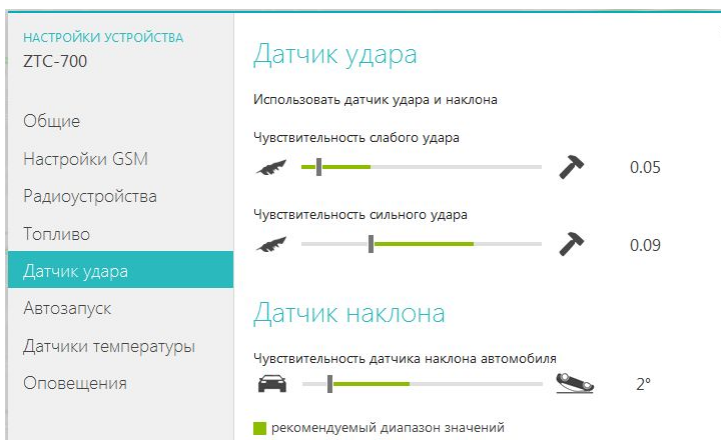 НАСТРОЙКИ УСТРОЙСТВА
ZTC-700
Общие
Настройки GSM
Радиоустройства
Топливо
Датчик удара
Автозапуск
Датчики температуры
Оповещения
Датчик удара
Использовать датчик удара и наклона
Чувствительность слабого удара
0.05
Чувствительность сильного удара
0.09
Датчик наклона
Чувствительность датчика наклона автомобиля
2°
рекомендуемый диапазон значений